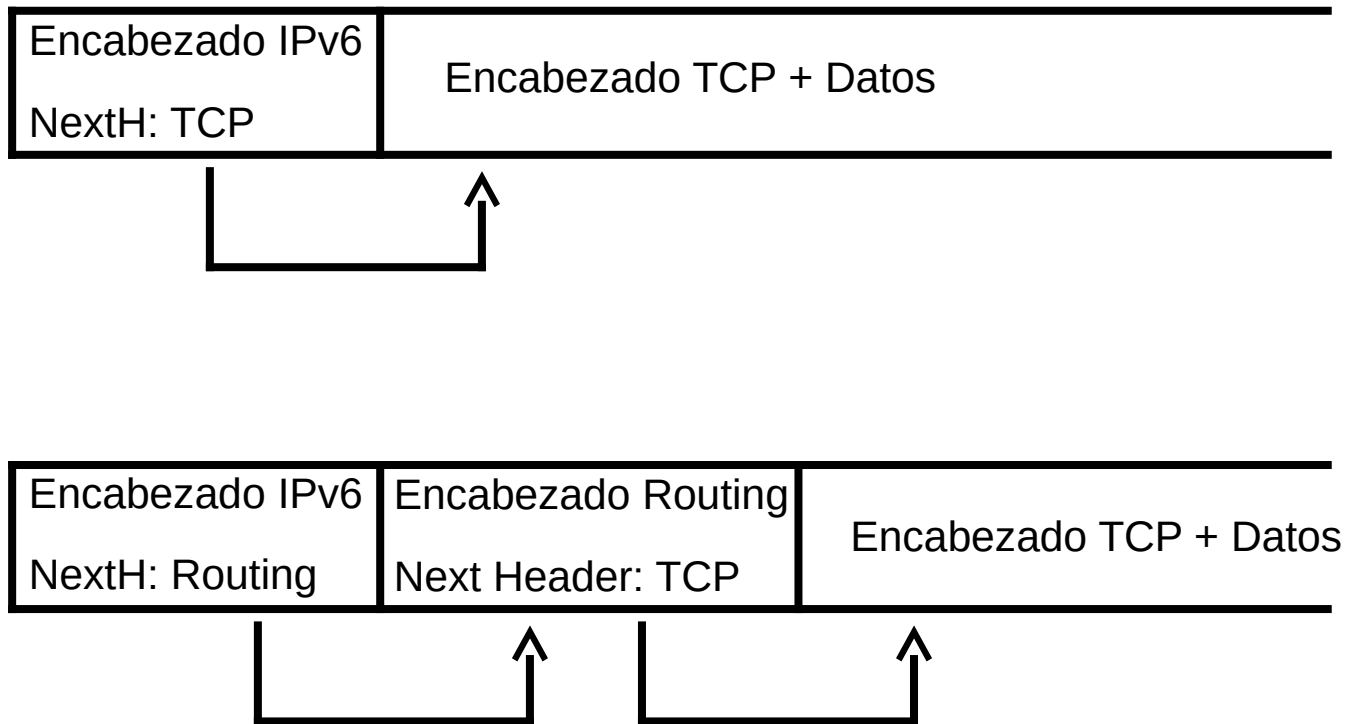 Encabezado IPv6
NextH: TCP
Encabezado TCP + Datos
Encabezado IPv6
NextH: Routing
Encabezado Routing
Next Header: TCP
Encabezado TCP + Datos